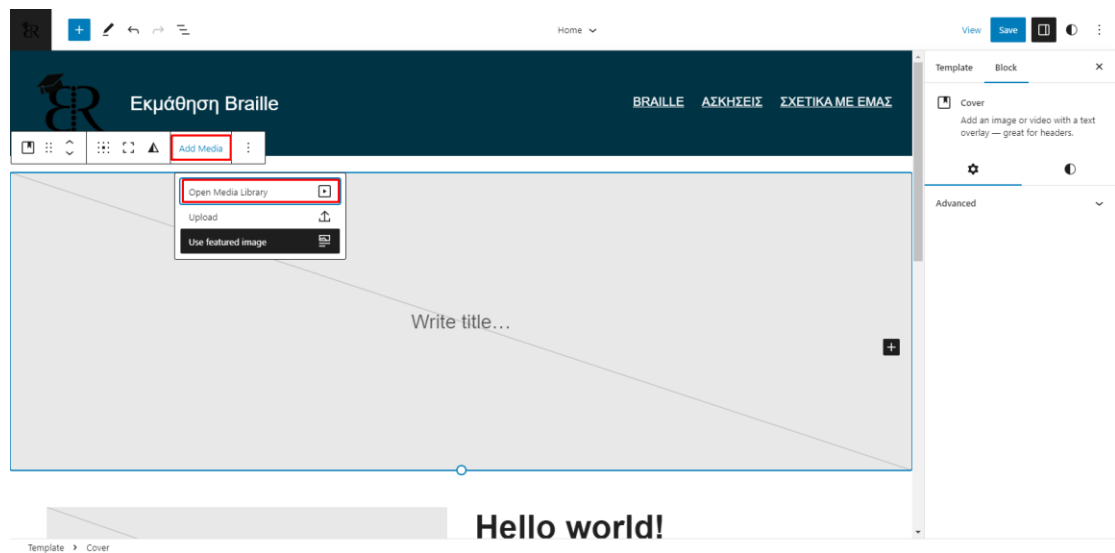 Home
View
Save
Template
Block
Εκμάθηση Braille
BRAILLE
ΑΣΚΗΣΕΙΣ
ΣΧΕΤΙΚΑ ΜΕ ΕΜΑΣ
Cover
Add an image or video with a text
overlay — great for headers.
Add Media
Open Media Library
Upload
Use featured image
Advanced
Write title…
Hello world!
Template > Cover